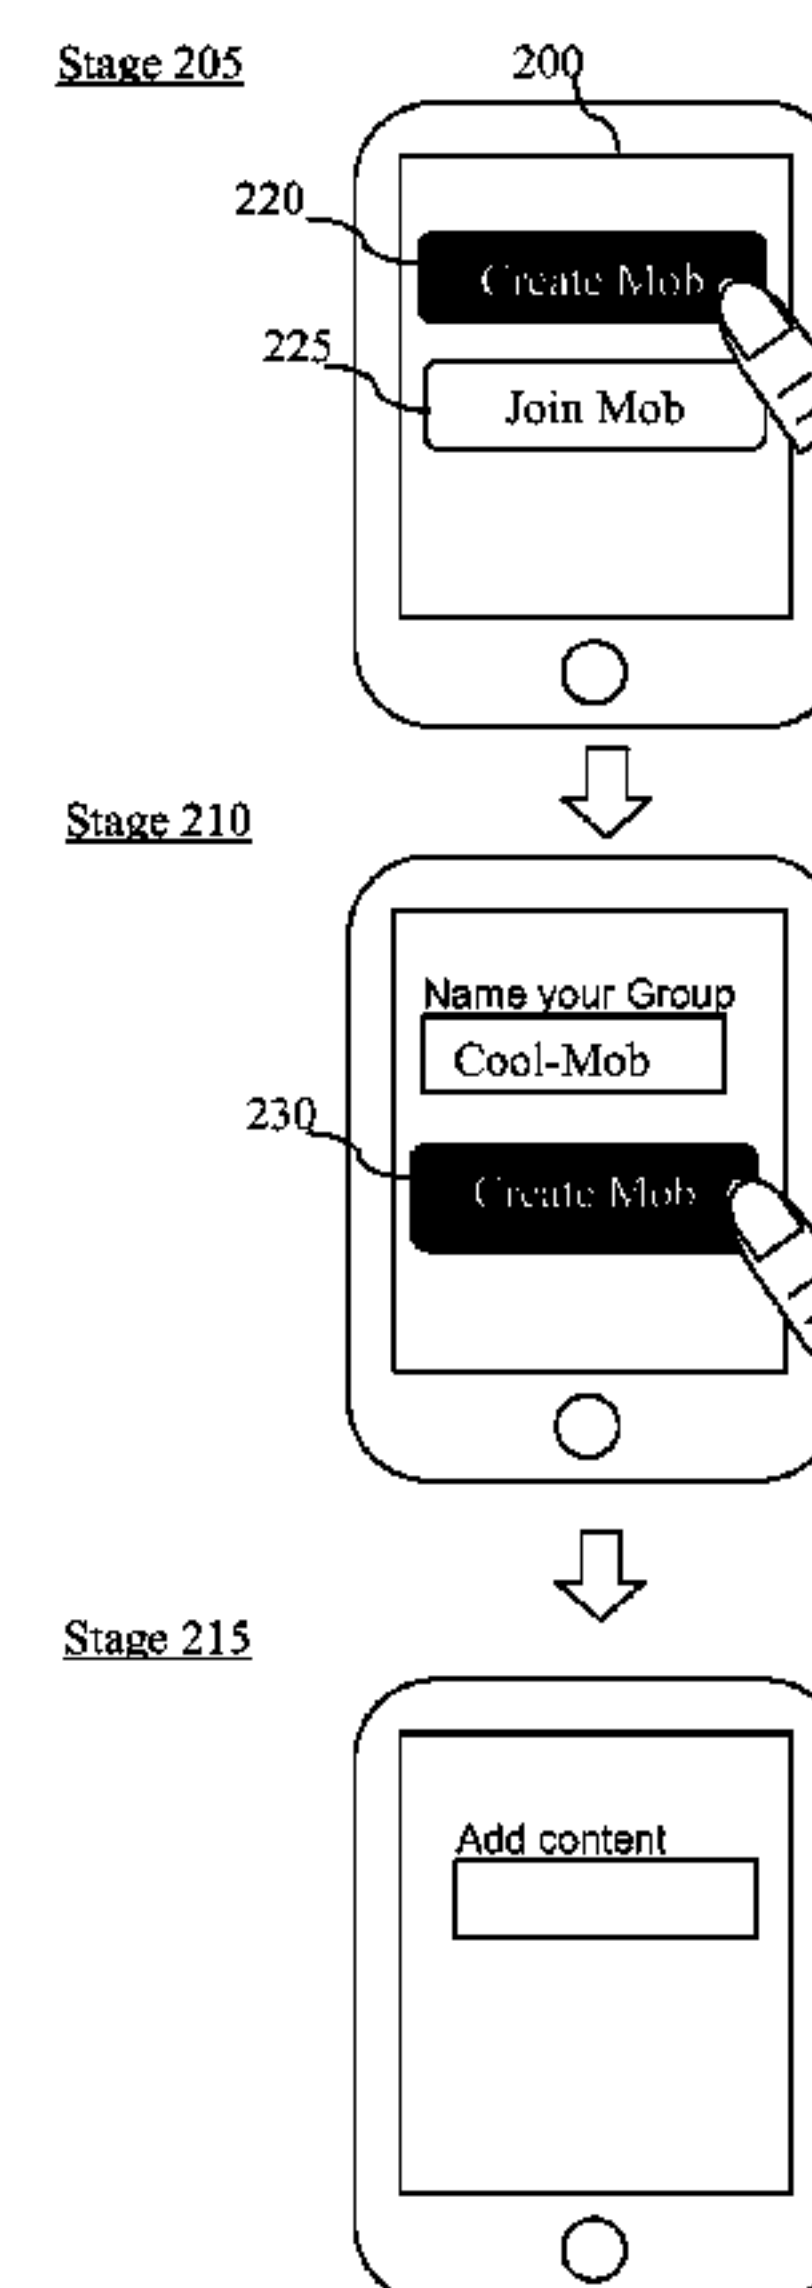 Stage 205
200
220
Create Mob
225
Join Mob
Stage 210
Name your Group
Cool-Mob
230
Create Mob
Stage 215
Add content